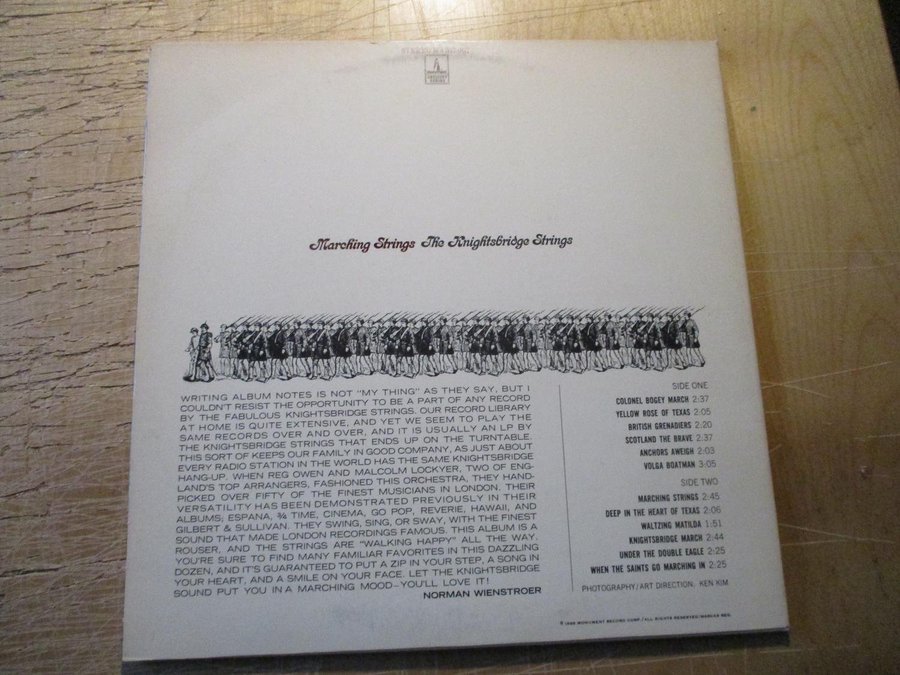 Marching Strings The Knightsbridge Strings
WRITING ALBUM NOTES IS NOT "MY THING" AS THEY SAY, BUT I
COULDN'T RESIST THE OPPORTUNITY TO BE A PART OF ANY RECORD
BY THE FABULOUS KNIGHTSBRIDGE STRINGS. OUR RECORD LIBRARY
AT HOME IS QUITE EXTENSIVE, AND YET WE SEEM TO PLAY THE
SAME RECORDS OVER AND OVER, AND IT IS USUALLY AN LP BY
THE KNIGHTSBRIDGE STRINGS THAT ENDS UP ON THE TURNTABLE.
THIS SORT OF KEEPS OUR FAMILY IN GOOD COMPANY, AS JUST ABOUT
EVERY RADIO STATION IN THE WORLD HAS THE SAME KNIGHTSBRIDGE
HANG-UP. WHEN REG OWEN AND MALCOLM LOCKYER, TWO OF ENG-
LAND'S TOP ARRANGERS, FASHIONED THIS ORCHESTRA, THEY HAND-
PICKED OVER FIFTY OF THE FINEST MUSICIANS IN LONDON. THEIR
VERSATILITY HAS BEEN DEMONSTRATED PREVIOUSLY IN THEIR
ALBUMS; ESPANA, ¾ TIME, CINEMA, GO POP, REVERIE, HAWAII, AND
GILBERT & SULLIVAN. THEY SWING, SING, OR SWAY, WITH THE FINEST
SOUND THAT MADE LONDON RECORDINGS FAMOUS. THIS ALBUM IS A
ROUSER, AND THE STRINGS ARE "WALKING HAPPY" ALL THE WAY.
YOU'RE SURE TO FIND MANY FAMILIAR FAVORITES IN THIS DAZZLING
DOZEN, AND IT'S GUARANTEED TO PUT A ZIP IN YOUR STEP, A SONG IN
YOUR HEART, AND A SMILE ON YOUR FACE. LET THE KNIGHTSBRIDGE
SOUND PUT YOU IN A MARCHING MOOD—YOU'LL LOVE IT!
NORMAN WIENSTROER
SIDE ONE
COLONEL BOGEY MARCH 2:37
YELLOW ROSE OF TEXAS 2:05
BRITISH GRENADIERS 2:20
SCOTLAND THE BRAVE 2:37
ANCHORS AWEIGH 2:03
VOLGA BOATMAN 3:05
SIDE TWO
MARCHING STRINGS 2:45
DEEP IN THE HEART OF TEXAS 2:06
WALTZING MATILDA 1:51
KNIGHTSBRIDGE MARCH 2:44
UNDER THE DOUBLE EAGLE 2:25
WHEN THE SAINTS GO MARCHING IN 2:25
PHOTOGRAPHY/ART DIRECTION, KEN KIM
MONUMENT RECORD CORP./ALL RIGHTS RESERVED/MARCAS REG.